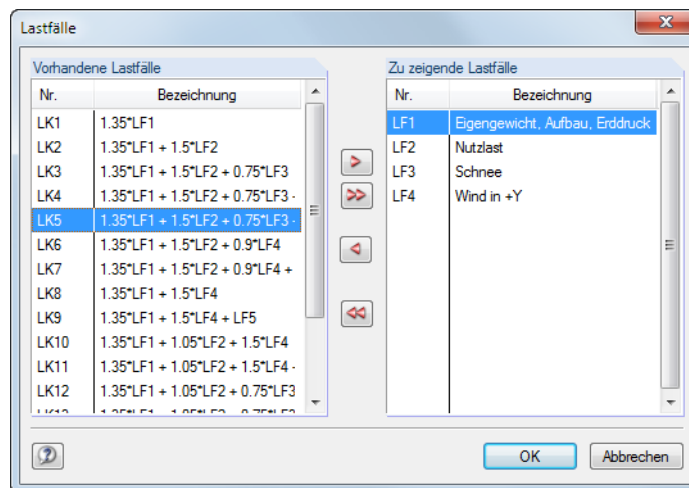 Lastfälle
Vorhandene Lastfälle
Nr. Bezeichnung
LK1 1.35*LF1
LK2 1.35*LF1 + 1.5*LF2
LK3 1.35*LF1 + 1.5*LF2 + 0.75*LF3
LK4 1.35*LF1 + 1.5*LF2 + 0.75*LF3 -
LK5 1.35*LF1 + 1.5*LF2 + 0.75*LF3 -
LK6 1.35*LF1 + 1.5*LF2 + 0.9*LF4
LK7 1.35*LF1 + 1.5*LF2 + 0.9*LF4 +
LK8 1.35*LF1 + 1.5*LF4
LK9 1.35*LF1 + 1.5*LF4 + LF5
LK10 1.35*LF1 + 1.05*LF2 + 1.5*LF4
LK11 1.35*LF1 + 1.05*LF2 + 1.5*LF4 -
LK12 1.35*LF1 + 1.05*LF2 + 0.75*LF3
Zu zeigende Lastfälle
Nr. Bezeichnung
LF1 Eigengewicht, Aufbau, Erddruck
LF2 Nutzlast
LF3 Schnee
LF4 Wind in +Y
OK
Abbrechen